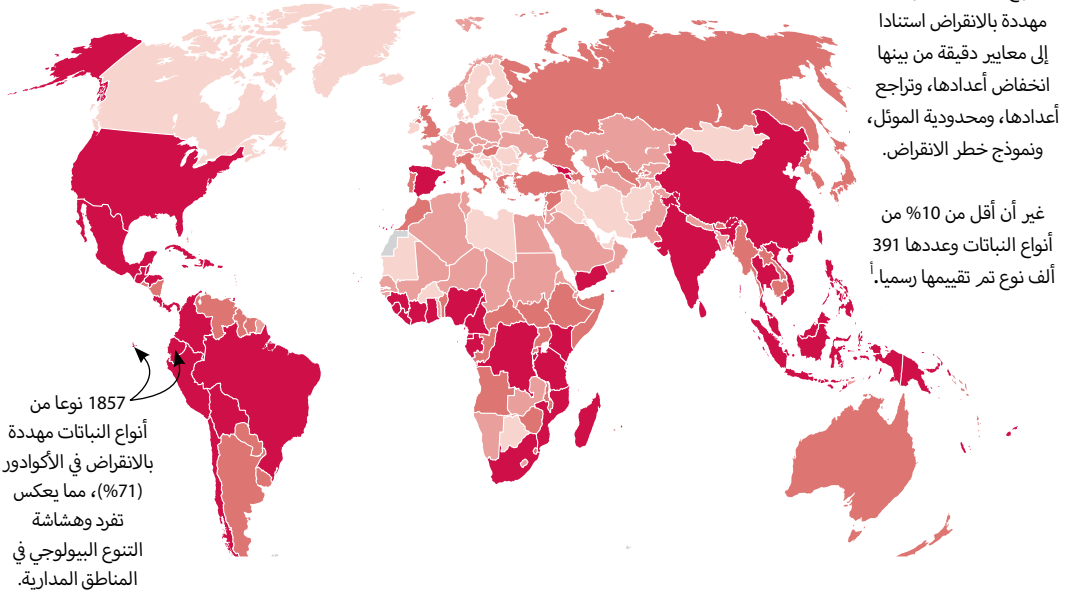 مهددة بالانقراض استنادا
إلى معايير دقيقة من بينها
انخفاض أعدادها، وتراجع
أعدادها، ومحدودية الموئل،
ونموذج خطر الانقراض.
غير أن أقل من 10% من
أنواع النباتات وعددها 391
ألف نوع تم تقييمها رسميا.أ
1857 نوعا من
أنواع النباتات مهددة
بالانقراض في الأكوادور
(71%)، مما يعكس
تفرد وهشاشة
التنوع البيولوجي في
المناطق المدارية.